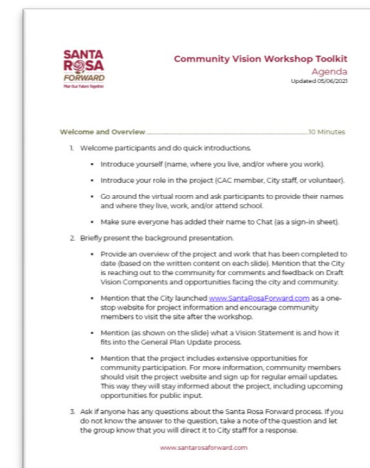 SANTA
ROSA
FORWARD
Plan Our Future Together
Community Vision Workshop Toolkit
Agenda
Updated 05/06/2021
Welcome and Overview 10 Minutes
1. Welcome participants and do quick introductions.
• Introduce yourself (name, where you live, and/or where you work).
• Introduce your role in the project (CAC member, City staff, or volunteer).
• Go around the virtual room and ask participants to provide their names
and where they live, work, and/or attend school.
• Make sure everyone has added their name to Chat (as a sign-in sheet).
2. Briefly present the background presentation.
• Provide an overview of the project and work that has been completed to
date (based on the written content on each slide). Mention that the City
is reaching out to the community for comments and feedback on Draft
Vision Components and opportunities facing the city and community.
• Mention that the City launched www.SantaRosaForward.com as a one-
stop website for project information and encourage community
members to visit the site after the workshop.
• Mention (as shown on the slide) what a Vision Statement is and how it
fits into the General Plan Update process.
• Mention that the project includes extensive opportunities for
community participation. For more information, community members
should visit the project website and sign up for regular email updates.
This way they will stay informed about the project, including upcoming
opportunities for public input.
3. Ask if anyone has any questions about the Santa Rosa Forward process. If you
do not know the answer to the question, take a note of the question and let
the group know that you will direct it to City staff for a response.
www.santarosaforward.com